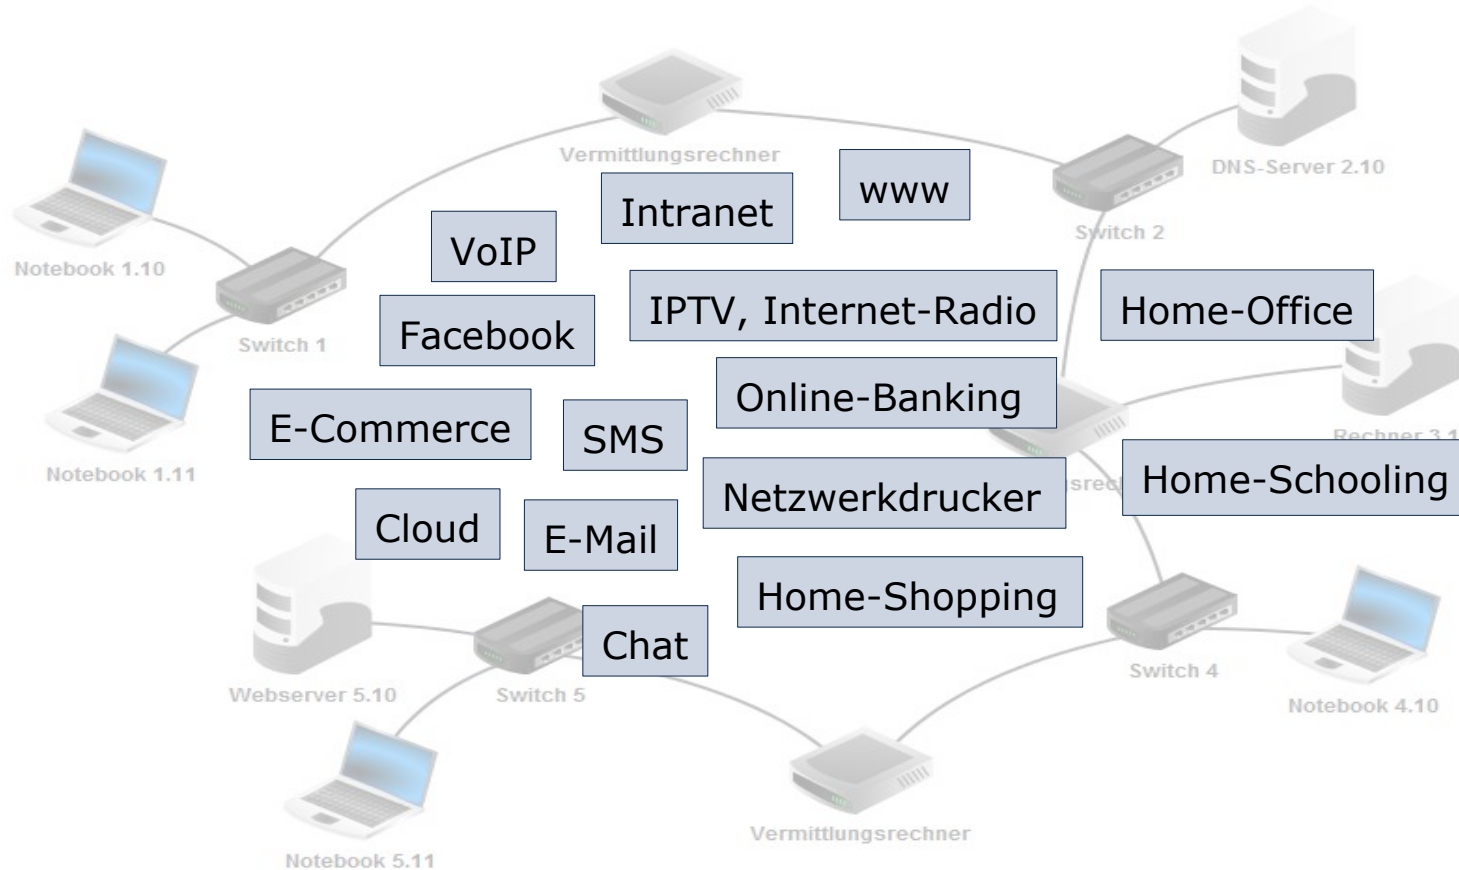 Vermittlungsrechner
DNS-Server 2.10
www
Intranet
Switch 2
VoIP
Notebook 1.10
IPTV, Internet-Radio
Home-Office
Facebook
Switch 1
Online-Banking
E-Commerce
SMS
Notebook 1.11
Home-Schooling
Netzwerkdrucker
Cloud
E-Mail
Home-Shopping
Chat
Switch 4
Webserver 5.10
Switch 5
Notebook 4.10
Vermittlungsrechner
Notebook 5.11